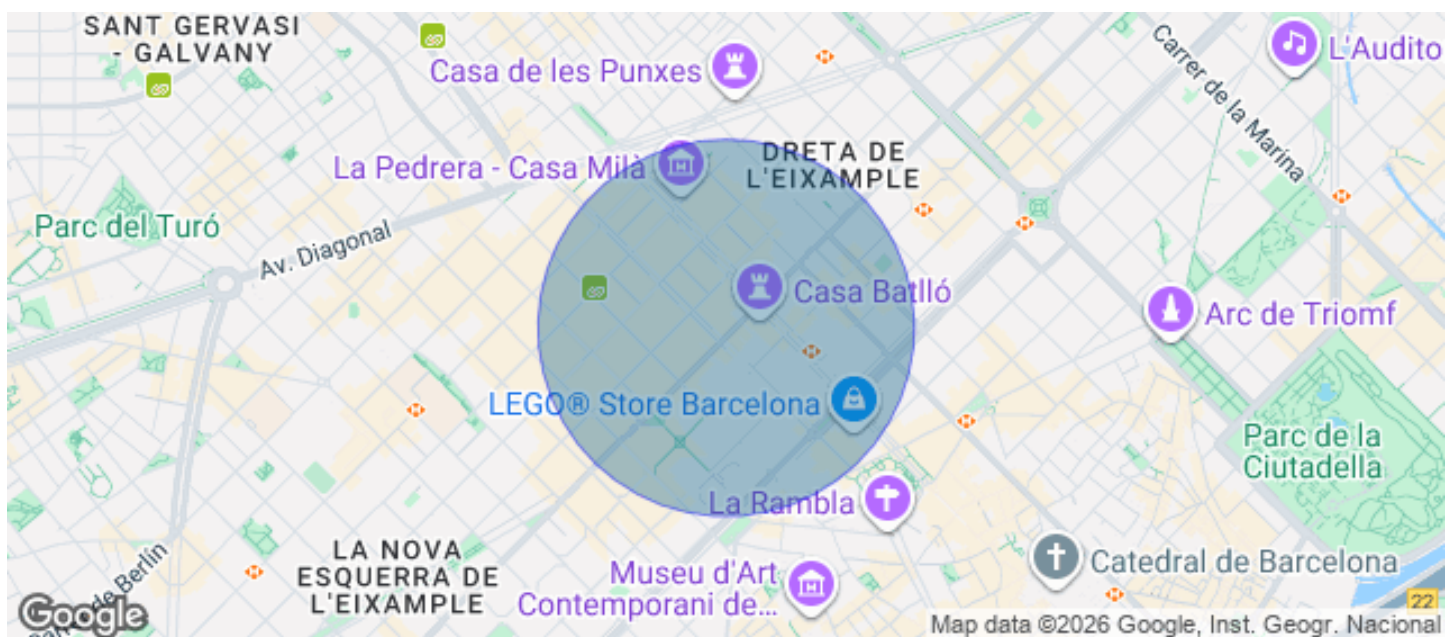 SANT GERVASI
- GALVANY
Casa de les Punxes
L'Audito
Carrer de la Marina
DRETA DE
L'EIXAMPLE
La Pedrera - Casa Milà
Parc del Turó
Av. Diagonal
Casa Batlló
Arc de Triomf
LEGO® Store Barcelona
Parc de la
Ciutadella
La Rambla
LA NOVA
ESQUERRA DE
L'EIXAMPLE
de Berlín
Museu d'Art
Contemporani de...
Catedral de Barcelona
22
Google
Map data ©2026 Google, Inst. Geogr. Nacional